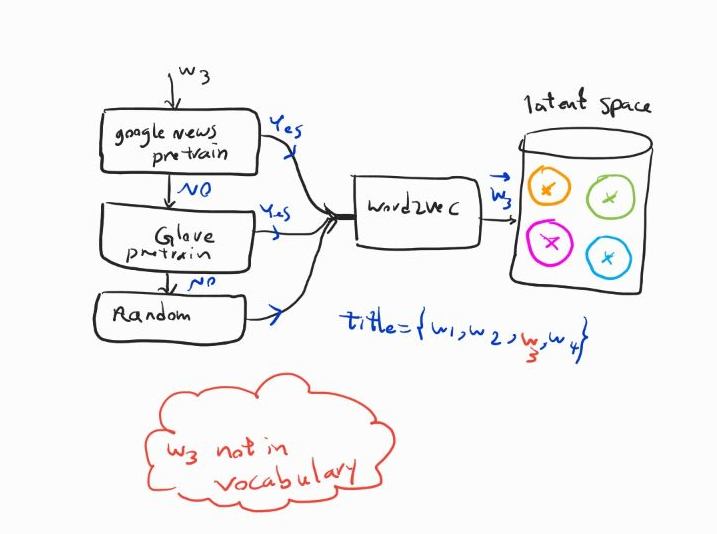 w3
google news
pretrain
Yes
NO
Glove
pretrain
Yes
NO
Random
word2vec
w3
latent space
title={w1,w2,w3,w4}
w3 not in
vocabulary